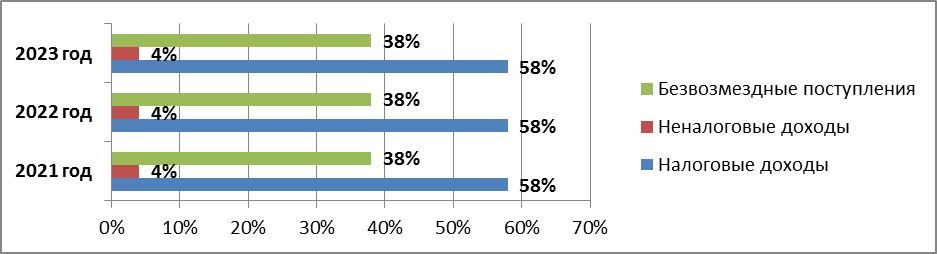 2023 год
38%
4%
58%
2022 год
38%
4%
58%
2021 год
38%
4%
58%
0% 10% 20% 30% 40% 50% 60% 70%
Безвозмездные поступления
Неналоговые доходы
Налоговые доходы